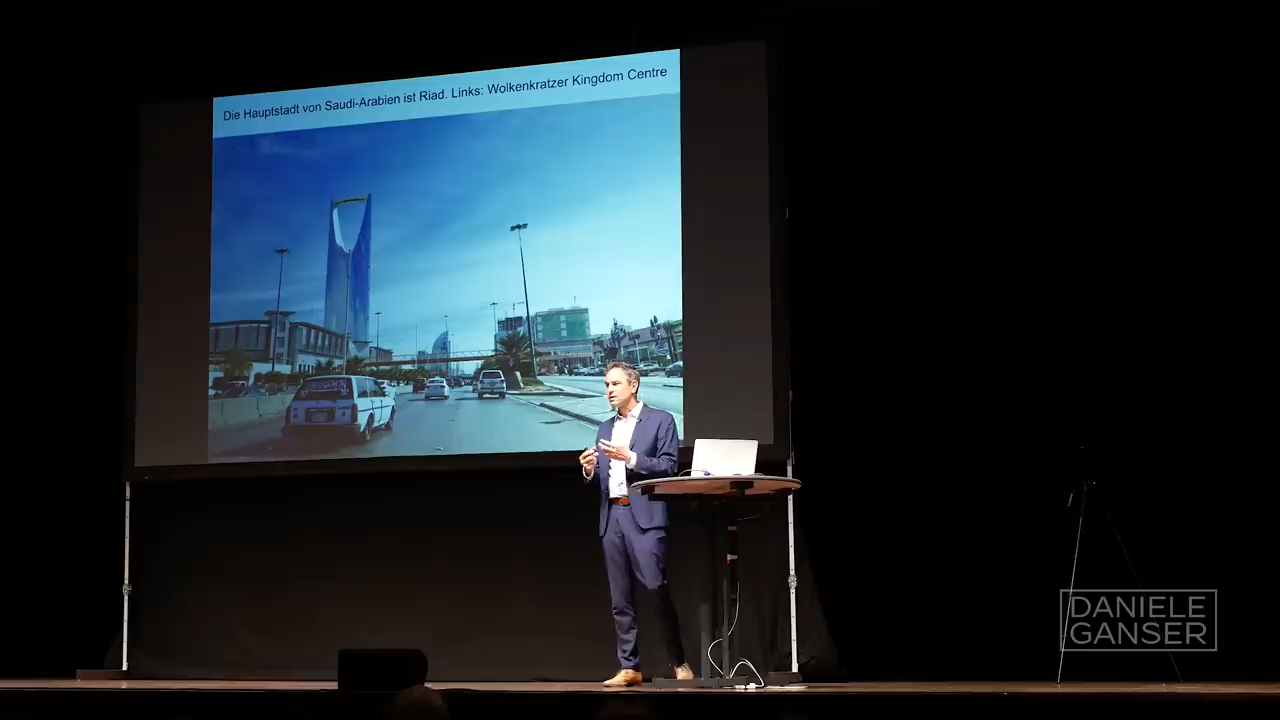 Die Hauptstadt von Saudi-Arabien ist Riad. Links: Wolkenkratzer Kingdom Centre
DANIELE
GANSER